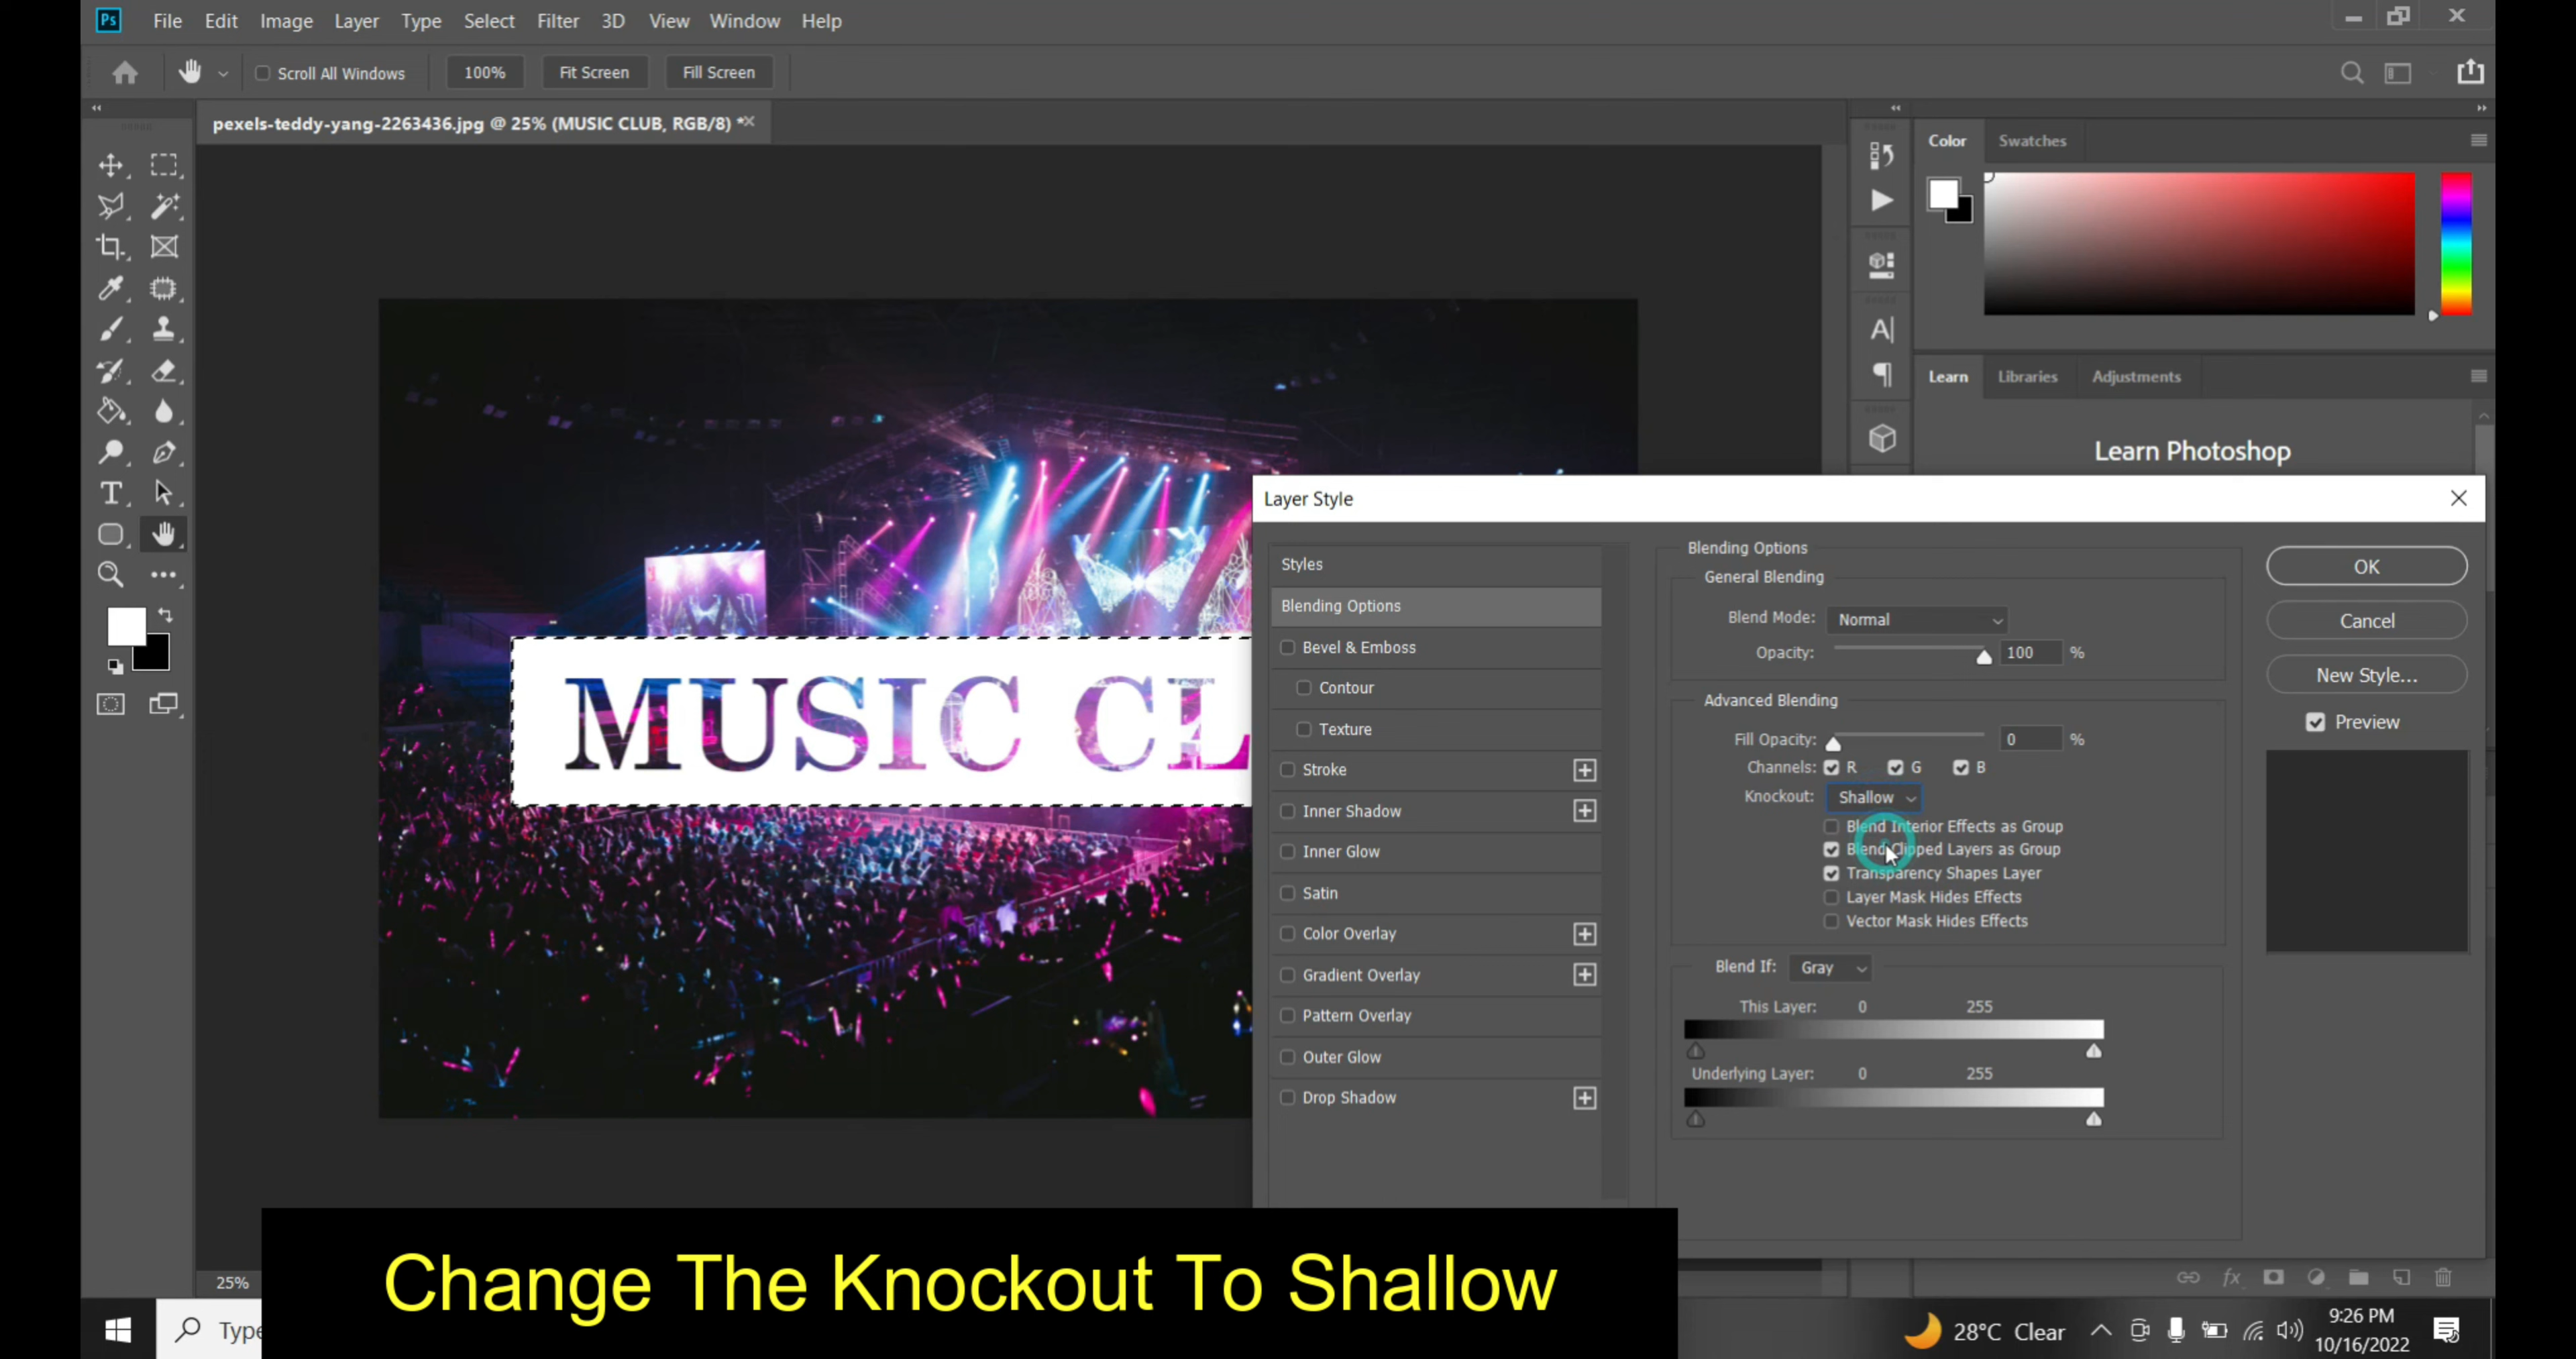 Ps File Edit Image Layer Type Select Filter 3D View Window Help
Scroll All Windows 100% Fit Screen Fill Screen
pexels-teddy-yang-2263436.jpg @ 25% (MUSIC CLUB, RGB/8) *
Color Swatches
Learn Libraries Adjustments
Learn Photoshop
MUSIC CL
Layer Style
Styles
Blending Options
Bevel & Emboss
Contour
Texture
Stroke
Inner Shadow
Inner Glow
Satin
Color Overlay
Gradient Overlay
Pattern Overlay
Outer Glow
Drop Shadow
Blending Options
General Blending
Blend Mode: Normal
Opacity: 100 %
Advanced Blending
Fill Opacity: 0 %
Channels: R G B
Knockout: Shallow
Blend Interior Effects as Group
Blend Clipped Layers as Group
Transparency Shapes Layer
Layer Mask Hides Effects
Vector Mask Hides Effects
Blend If: Gray
This Layer: 0 255
Underlying Layer: 0 255
OK
Cancel
New Style...
Preview
25%
Change The Knockout To Shallow
Type
28°C Clear
9:26 PM
10/16/2022